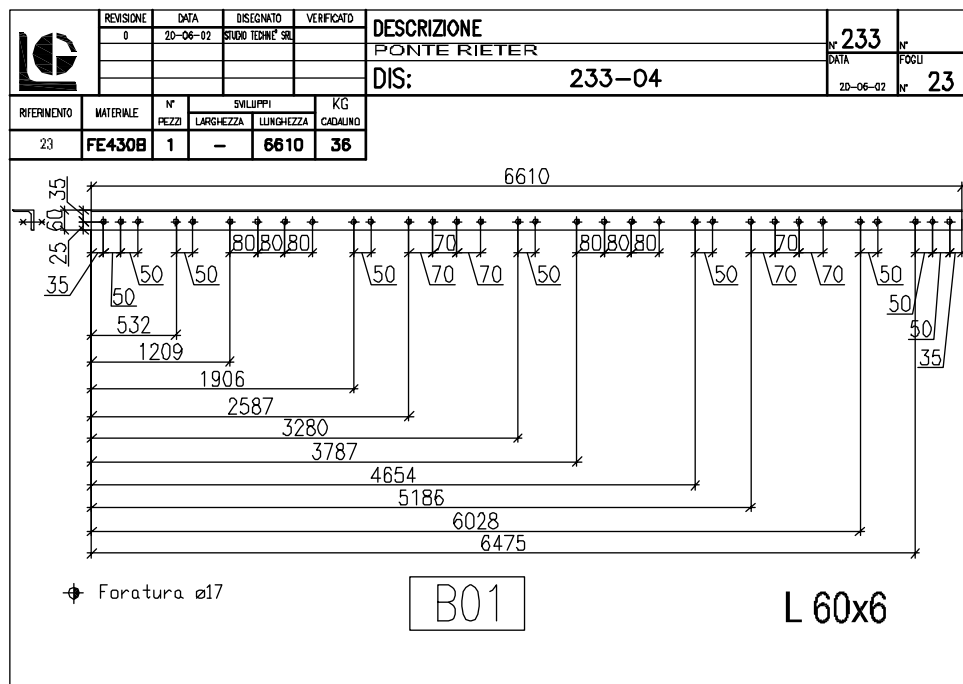 REVISIONE DATA DISEGNATO VERIFICATO
0 20-06-02 STUDIO TECHNE' SRL
DESCRIZIONE
PONTE RIETER
DIS: 233-04
N° 233 N°
DATA FOGLI
20-06-02 N° 23
RIFERIMENTO MATERIALE N° PEZZI SVILUPPI KG CADAUNO
LARGHEZZA LUNGHEZZA
23 FE430B 1 - 6610 36
6610
35
60
25
80 80 80 70 80 80 80 70
35 50 50 50 50 70 70 50 50 70 70 50 50 50 35
532
1209
1906
2587
3280
3787
4654
5186
6028
6475
Foratura ø17
B01
L 60x6